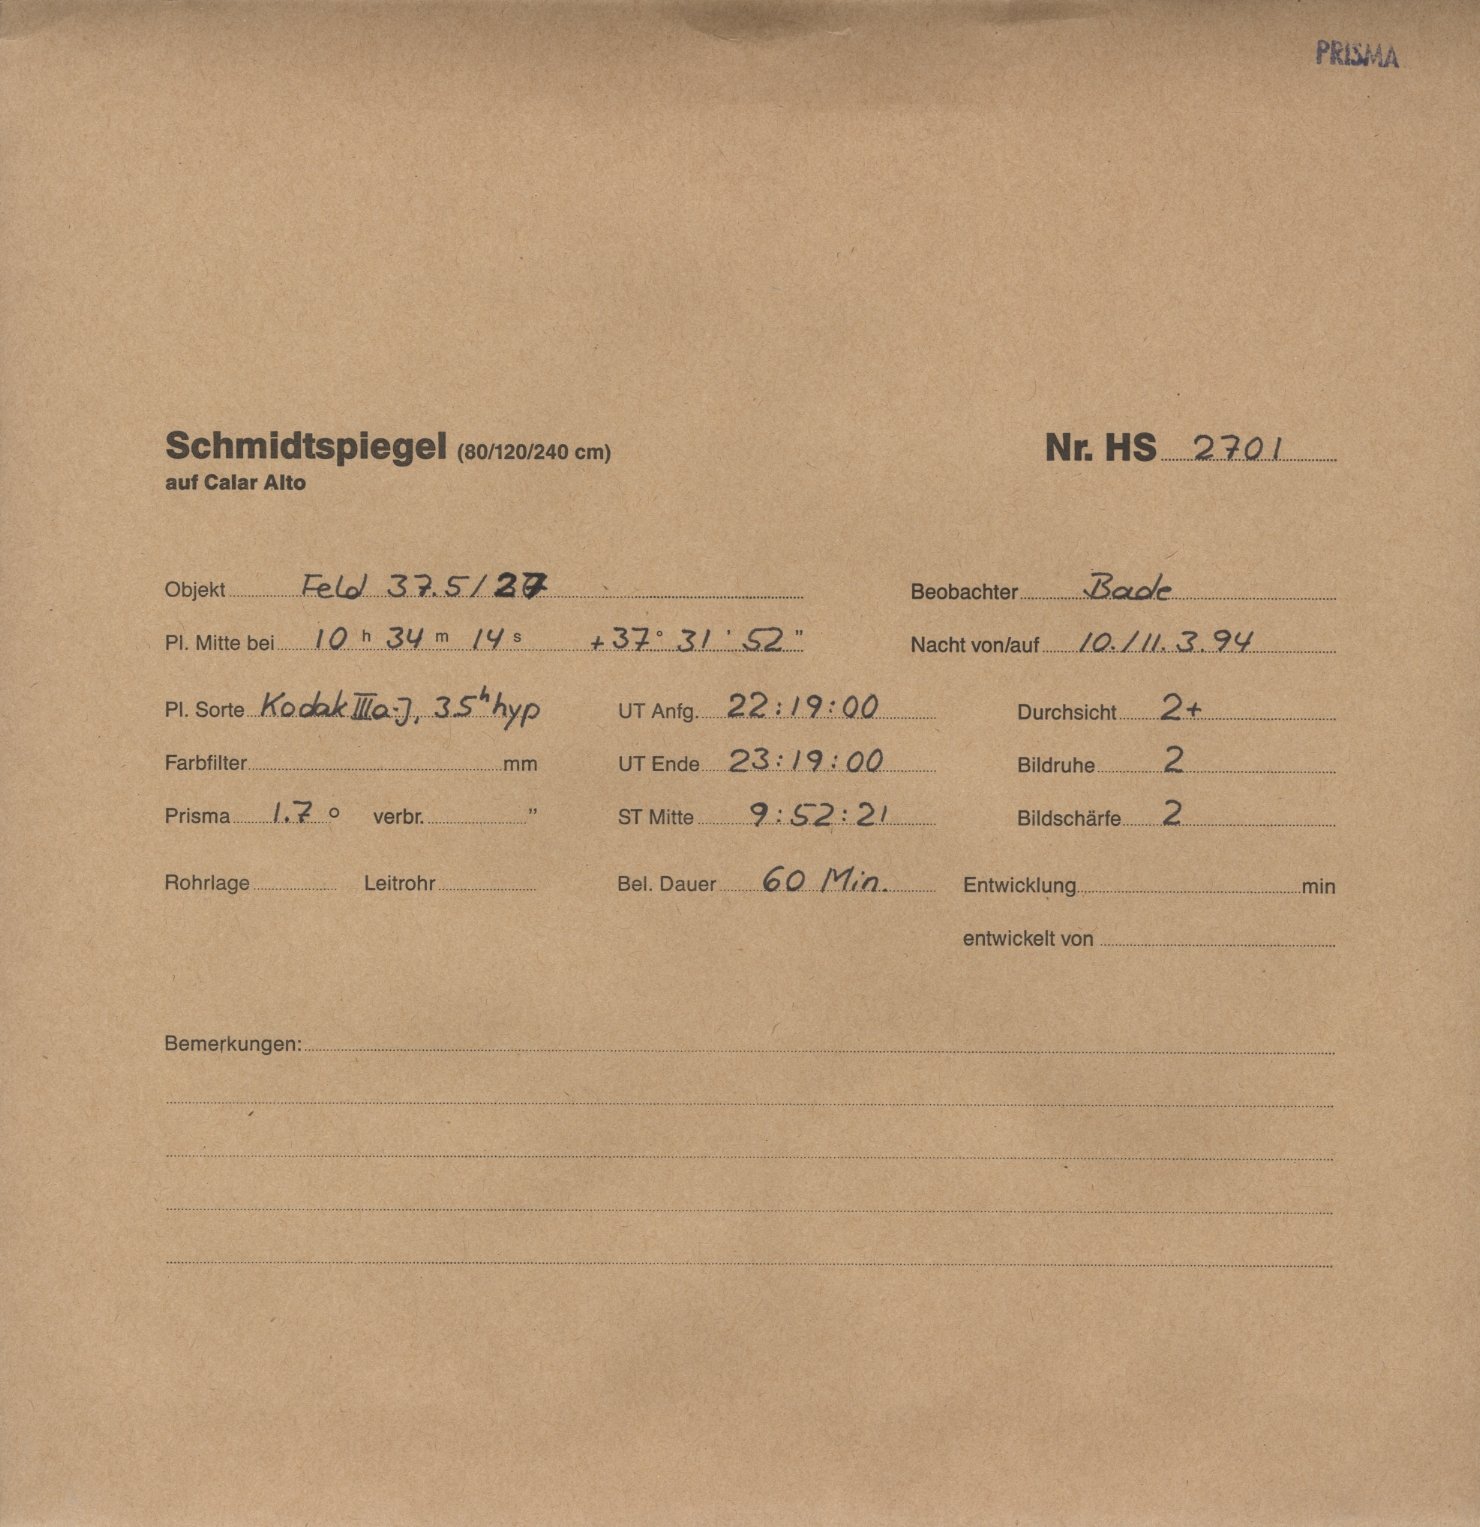 PRISMA
Schmidtspiegel (80/120/240 cm) Nr. HS 2701
auf Calar Alto
Objekt Feld 37.5/27 Beobachter Bade
Pl. Mitte bei 10 h 34 m 14 s +37° 31' 52" Nacht von/auf 10./11.3.94
Pl. Sorte Kodak IIIa-J, 35h hyp UT Anfg. 22:19:00 Durchsicht 2+
Farbfilter mm UT Ende 23:19:00 Bildruhe 2
Prisma 1.7 ° verbr. " ST Mitte 9:52:21 Bildschärfe 2
Rohrlage Leitrohr Bel. Dauer 60 Min. Entwicklung min
entwickelt von
Bemerkungen: